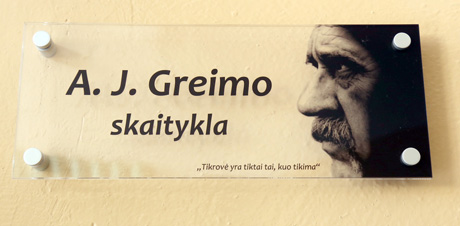 A. J. Greimo
skaitykla
„Tikrovė yra tiktai tai, kuo tikima“